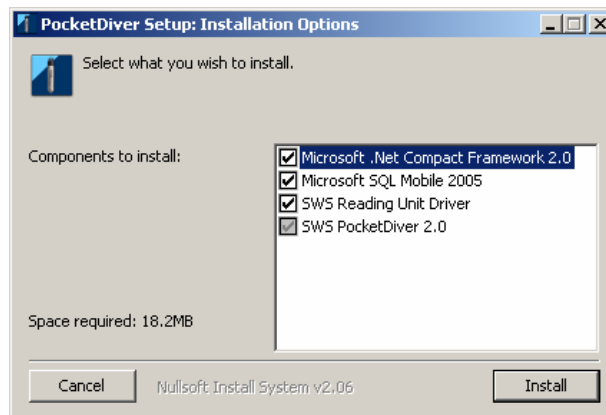 PocketDiver Setup: Installation Options
Select what you wish to install.
Components to install:
Microsoft .Net Compact Framework 2.0
Microsoft SQL Mobile 2005
SWS Reading Unit Driver
SWS PocketDiver 2.0
Space required: 18.2MB
Cancel
Nullsoft Install System v2.06
Install